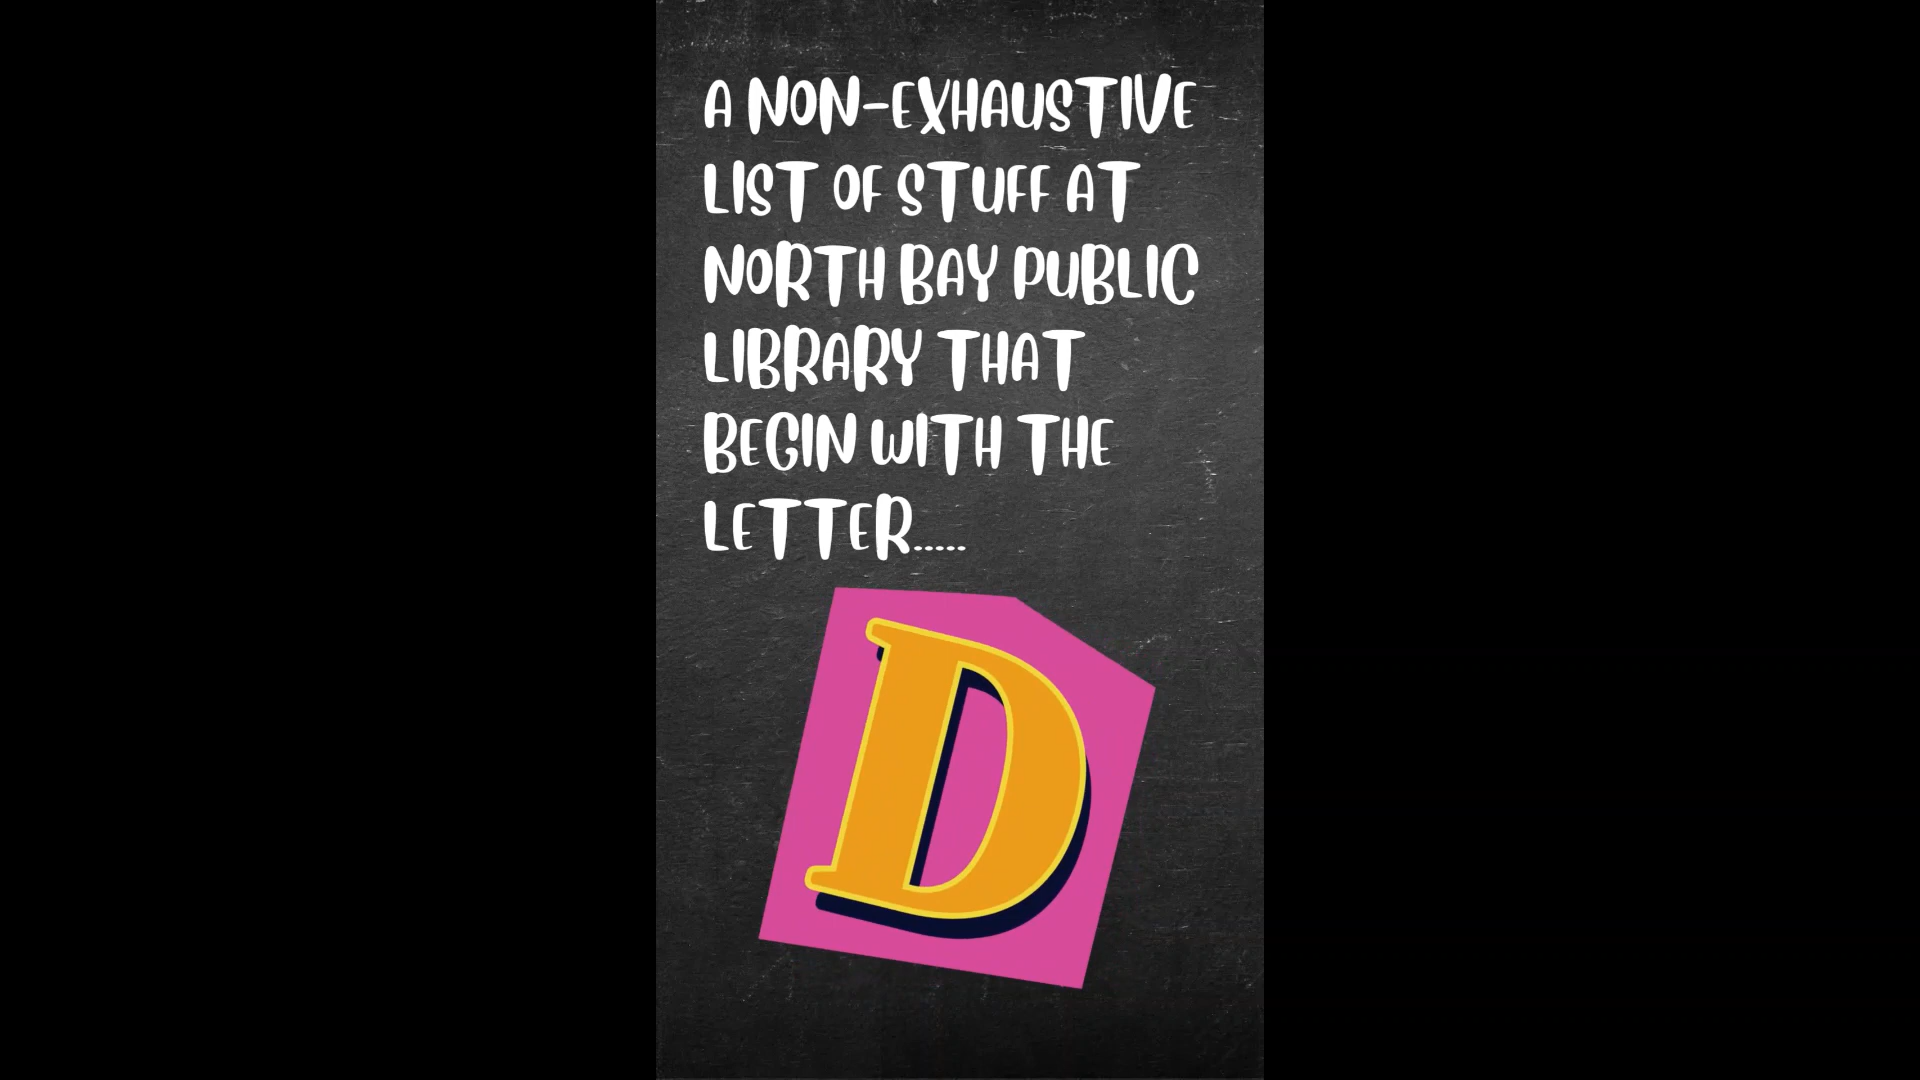 A NON-EXHAUSTIVE
LIST OF STUFF AT
NORTH BAY PUBLIC
LIBRARY THAT
BEGIN WITH THE
LETTER.....
D